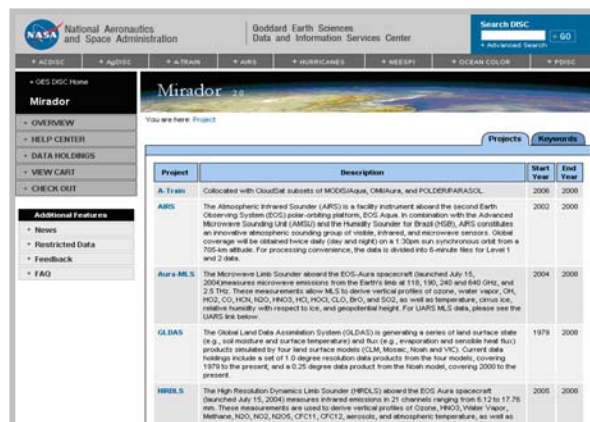 NASA
National Aeronautics
and Space Administration
Goddard Earth Sciences
Data and Information Services Center
Search DISC
GO
+ Advanced Search
+ ACDISC + AgDISC + A-TRAIN + AIRS + HURRICANES + NEESPI + OCEAN COLOR + PDISC
+ GES DISC Home
Mirador
+ OVERVIEW
+ HELP CENTER
+ DATA HOLDINGS
+ VIEW CART
+ CHECK OUT
Additional Features
+ News
+ Restricted Data
+ Feedback
+ FAQ
Mirador 2.0
You are here: Project
Projects Keywords
Project Description Start Year End Year
A-Train Collocated with CloudSat subsets of MODIS/Aqua, OMI/Aura, and POLDER/PARASOL. 2006 2008
AIRS The Atmospheric Infrared Sounder (AIRS) is a facility instrument aboard the second Earth 2002 2008
Observing System (EOS) polar-orbiting platform, EOS Aqua. In combination with the Advanced
Microwave Sounding Unit (AMSU) and the Humidity Sounder for Brazil (HSB), AIRS constitutes
an innovative atmospheric sounding group of visible, infrared, and microwave sensors. Global
coverage will be obtained twice daily (day and night) on a 1:30pm sun synchronous orbit from a
705-km altitude. For processing convenience, the data is divided into 6-minute files for Level 1
and 2 data.
Aura-MLS The Microwave Limb Sounder aboard the EOS-Aura spacecraft (launched July 15, 2004 2008
2004)measures microwave emissions from the Earth's limb at 118, 190, 240 and 640 GHz, and
2.5 THz. These measurements allow MLS to derive vertical profiles of ozone, water vapor, OH,
HO2, CO, HCN, N2O, HNO3, HCl, HOCl, ClO, BrO, and SO2, as well as temperature, cirrus ice,
relative humidity with respect to ice, and geopotential height. For UARS MLS data, please see the
UARS link below.
GLDAS The Global Land Data Assimilation System (GLDAS) is generating a series of land surface state 1979 2008
(e.g., soil moisture and surface temperature) and flux (e.g., evaporation and sensible heat flux)
products simulated by four land surface models (CLM, Mosaic, Noah and VIC). Current data
holdings include a set of 1.0 degree resolution data products from the four models, covering
1979 to the present, and a 0.25 degree data product from the Noah model, covering 2000 to the
present.
HIRDLS The High Resolution Dynamics Limb Sounder (HIRDLS) aboard the EOS Aura spacecraft 2005 2008
(launched July 15, 2004) measures infrared emissions in 21 channels ranging from 6.12 to 17.76
mm. These measurements are used to derive vertical profiles of Ozone, HNO3, Water Vapor,
Methane, N2O, NO2, N2O5, CFC11, CFC12, aerosols, and atmospheric temperature, as well as